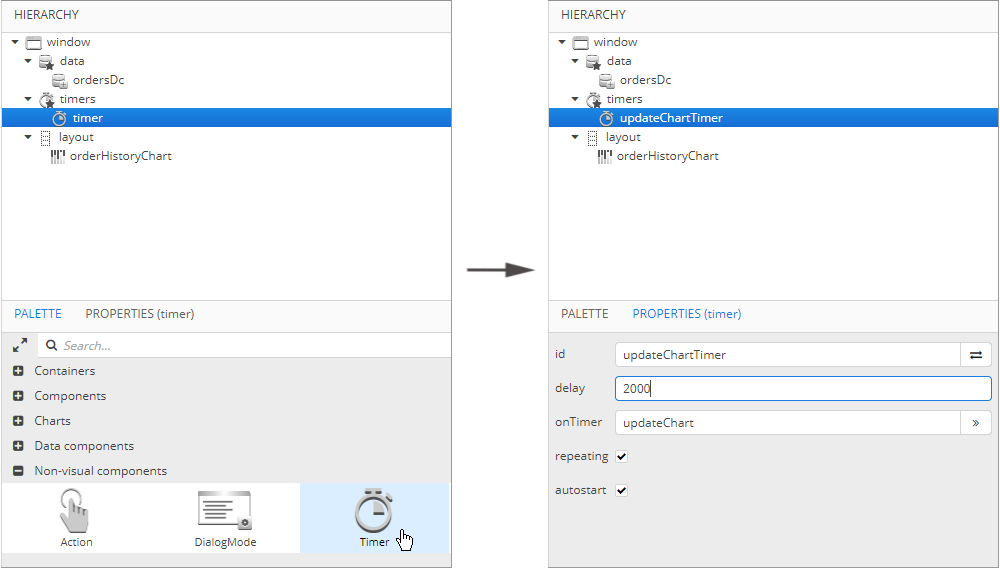 HIERARCHY
window
data
ordersDc
timers
timer
layout
orderHistoryChart
PALETTE PROPERTIES (timer)
Search...
Containers
Components
Charts
Data components
Non-visual components
Action DialogMode Timer
HIERARCHY
window
data
ordersDc
timers
updateChartTimer
layout
orderHistoryChart
PALETTE PROPERTIES (timer)
id updateChartTimer
delay 2000
onTimer updateChart »
repeating
autostart